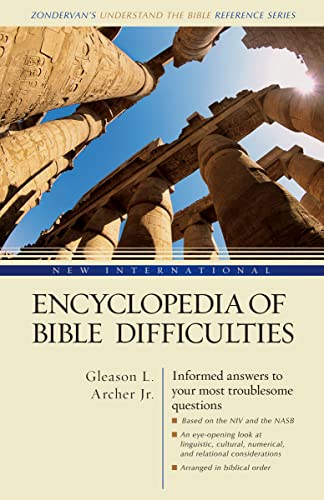 ZONDERVAN'S UNDERSTAND THE BIBLE REFERENCE SERIES
NEW INTERNATIONAL
ENCYCLOPEDIA OF
BIBLE DIFFICULTIES
Gleason L.
Archer Jr.
Informed answers to
your most troublesome
questions
■ Based on the NIV and the NASB
■ An eye-opening look at
linguistic, cultural, numerical,
and relational considerations
■ Arranged in biblical order